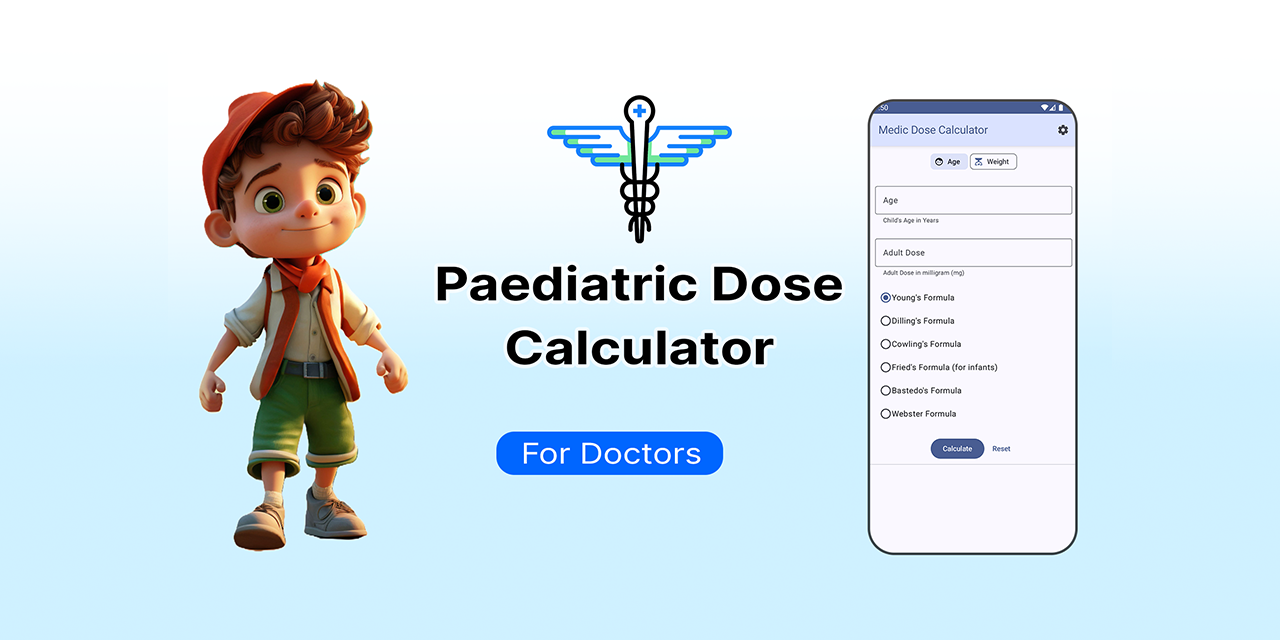 Paediatric Dose
Calculator
For Doctors
:50
Medic Dose Calculator
Age
Weight
Age
Child's Age in Years
Adult Dose
Adult Dose in milligram (mg)
Young's Formula
Dilling's Formula
Cowling's Formula
Fried's Formula (for infants)
Bastedo's Formula
Webster Formula
Calculate
Reset